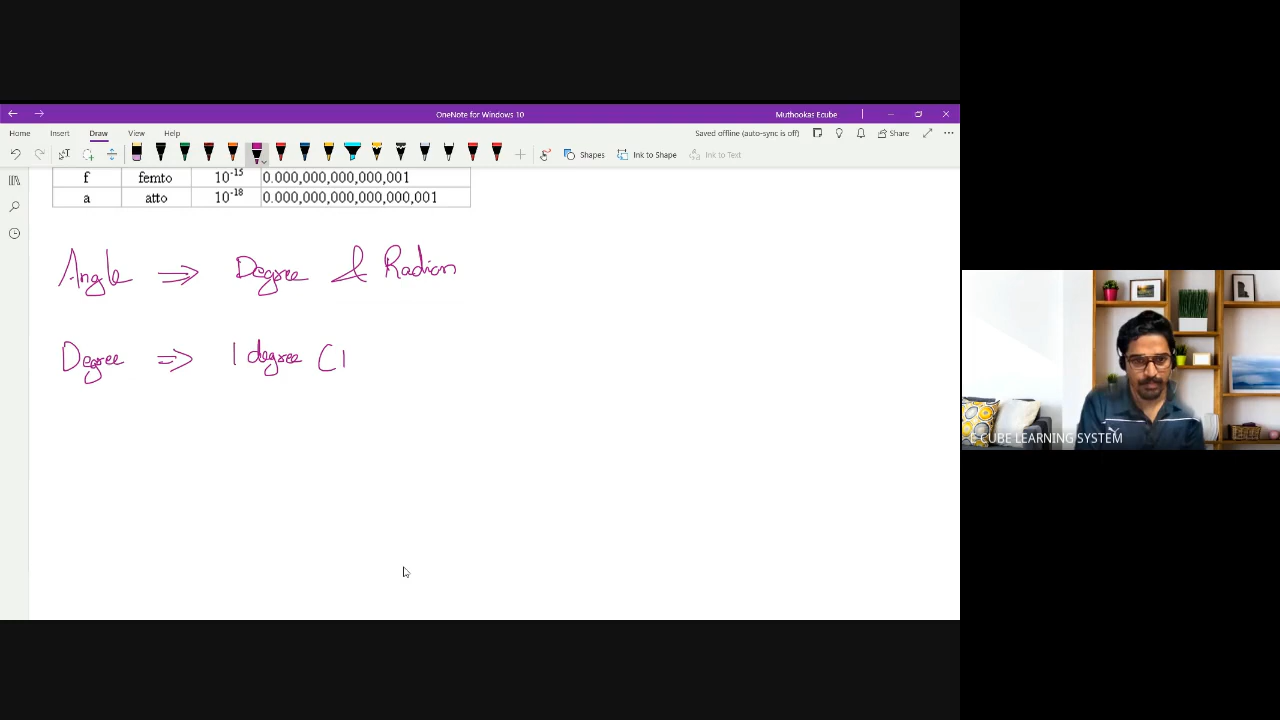 OneNote for Windows 10
Muthookas Ecube
Home Insert Draw View Help
Saved offline (auto-sync is off)
Share
Shapes
Ink to Shape
Ink to Text
f femto 10^-15 0.000,000,000,000,001
a atto 10^-18 0.000,000,000,000,000,001
Angle ⇒ Degree & Radian
Degree ⇒ 1 degree (1
E CUBE LEARNING SYSTEM